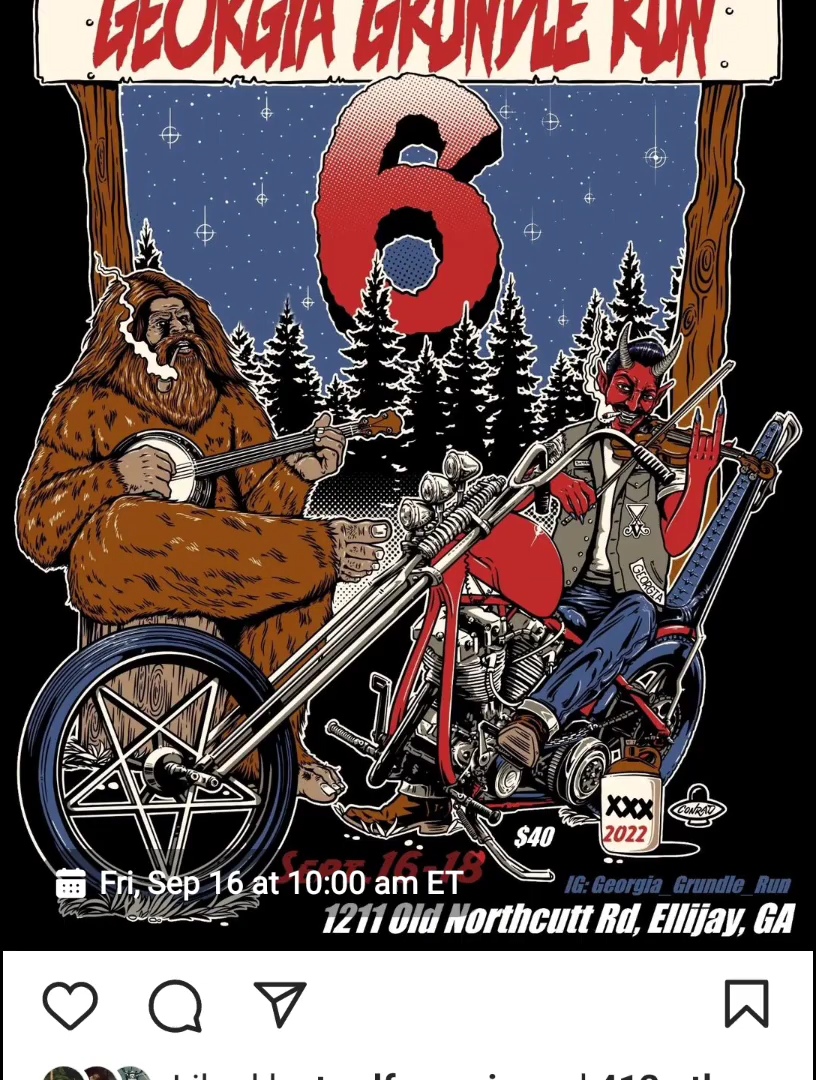 GEORGIA GRUNDLE RUN
6
GEORGIA
XXX
2022
CONRAD
$40
Sept. 16-18
Fri, Sep 16 at 10:00 am ET
IG: Georgia_Grundle_Run
1211 Old Northcutt Rd, Ellijay, GA